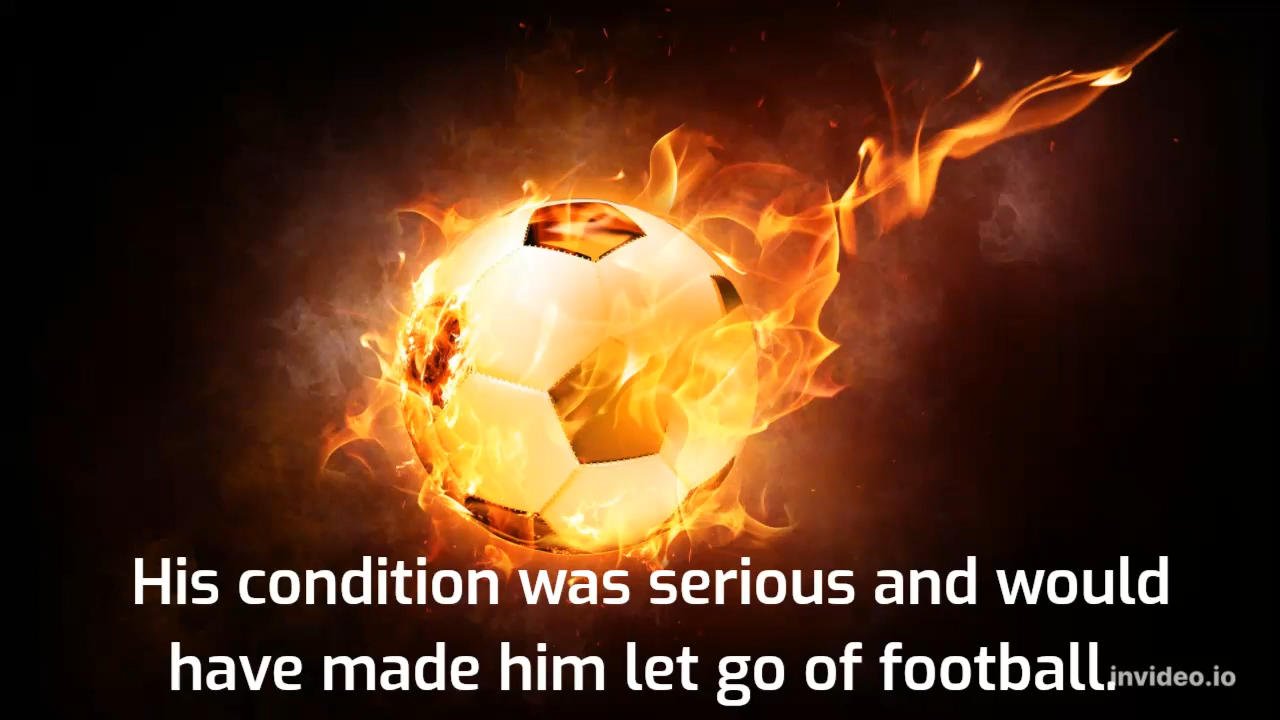 His condition was serious and would
have made him let go of football.
invideo.io